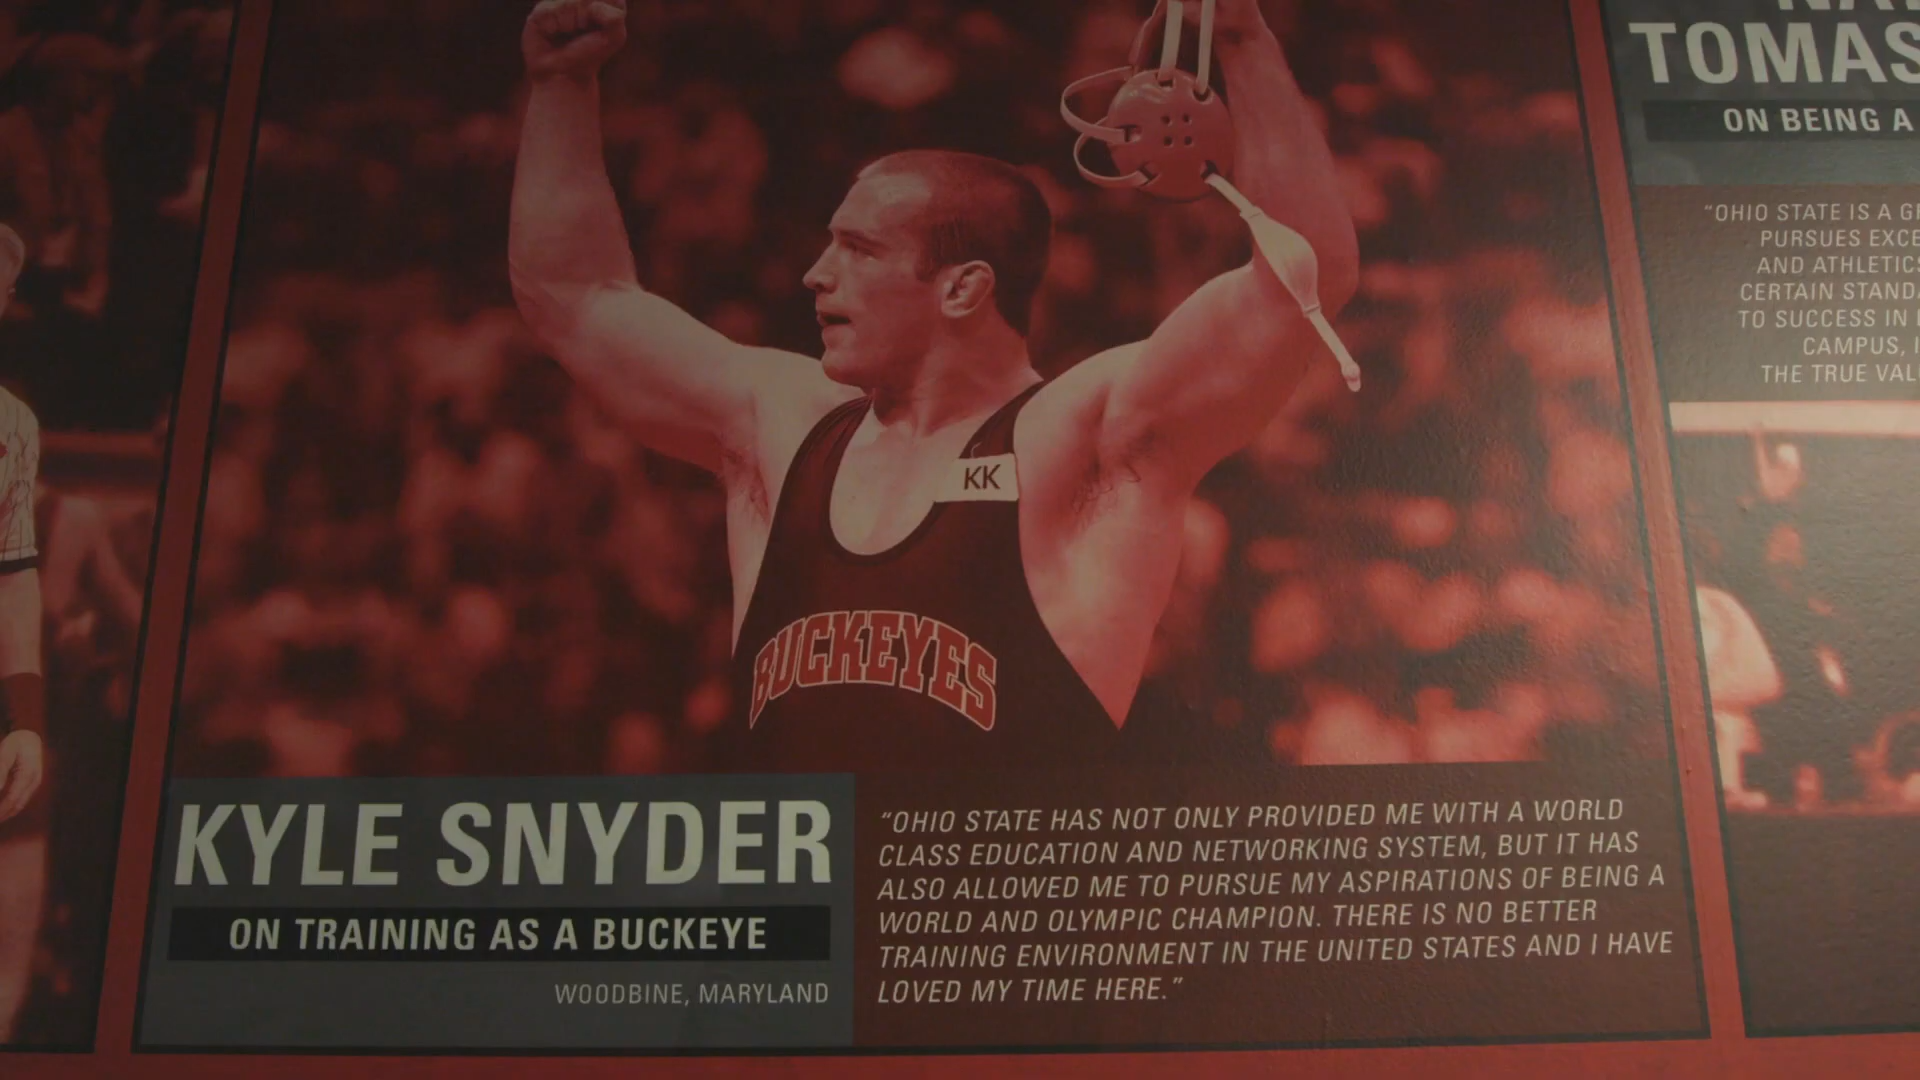 KK
BUCKEYES
KYLE SNYDER
ON TRAINING AS A BUCKEYE
WOODBINE, MARYLAND
“OHIO STATE HAS NOT ONLY PROVIDED ME WITH A WORLD
CLASS EDUCATION AND NETWORKING SYSTEM, BUT IT HAS
ALSO ALLOWED ME TO PURSUE MY ASPIRATIONS OF BEING A
WORLD AND OLYMPIC CHAMPION. THERE IS NO BETTER
TRAINING ENVIRONMENT IN THE UNITED STATES AND I HAVE
LOVED MY TIME HERE.”
TOMAS
ON BEING A
“OHIO STATE IS A
PURSUES
AND ATHLETICS
CERTAIN
TO SUCCESS IN
CAMPUS,
THE TRUE